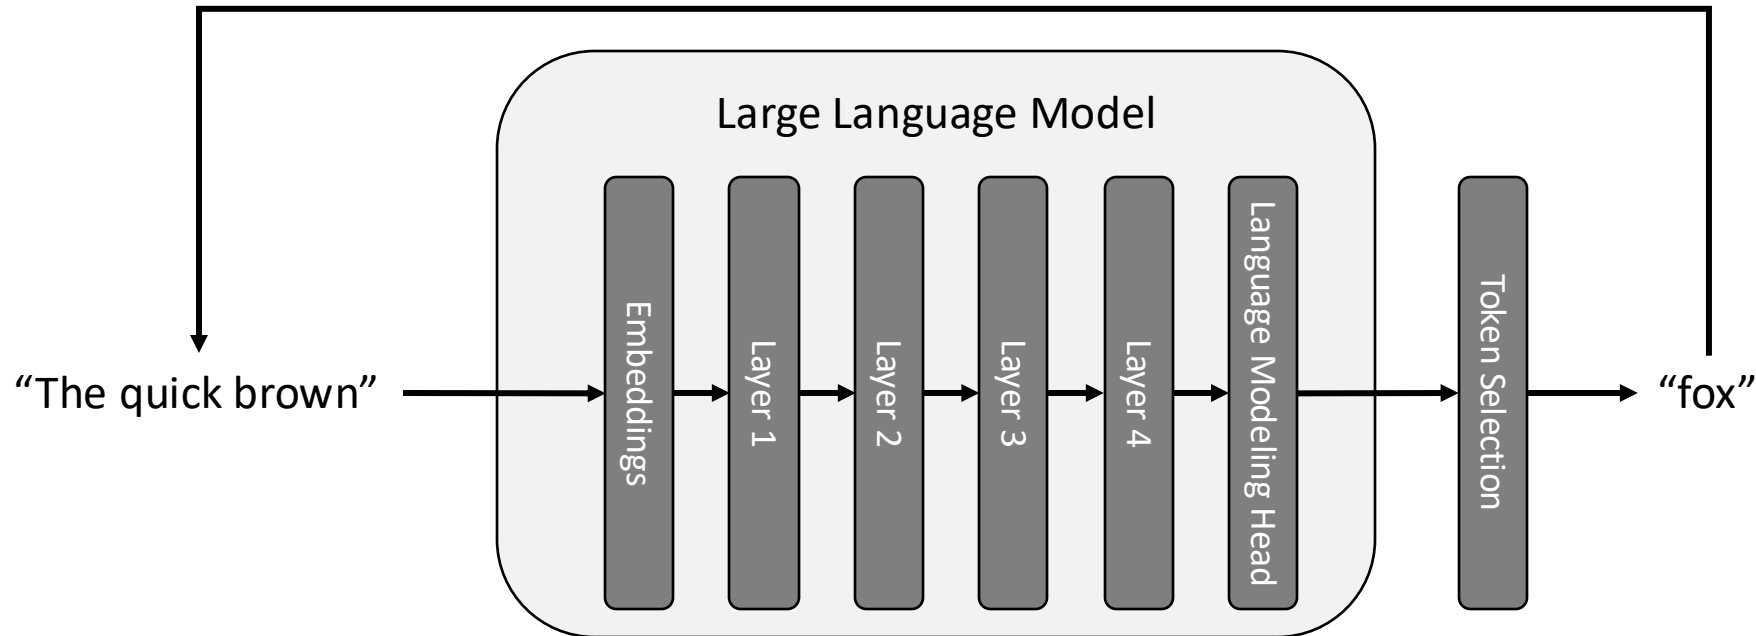 Large Language Model
“The quick brown”
Embeddings
Layer 1
Layer 2
Layer 3
Layer 4
Language Modeling Head
Token Selection
“fox”